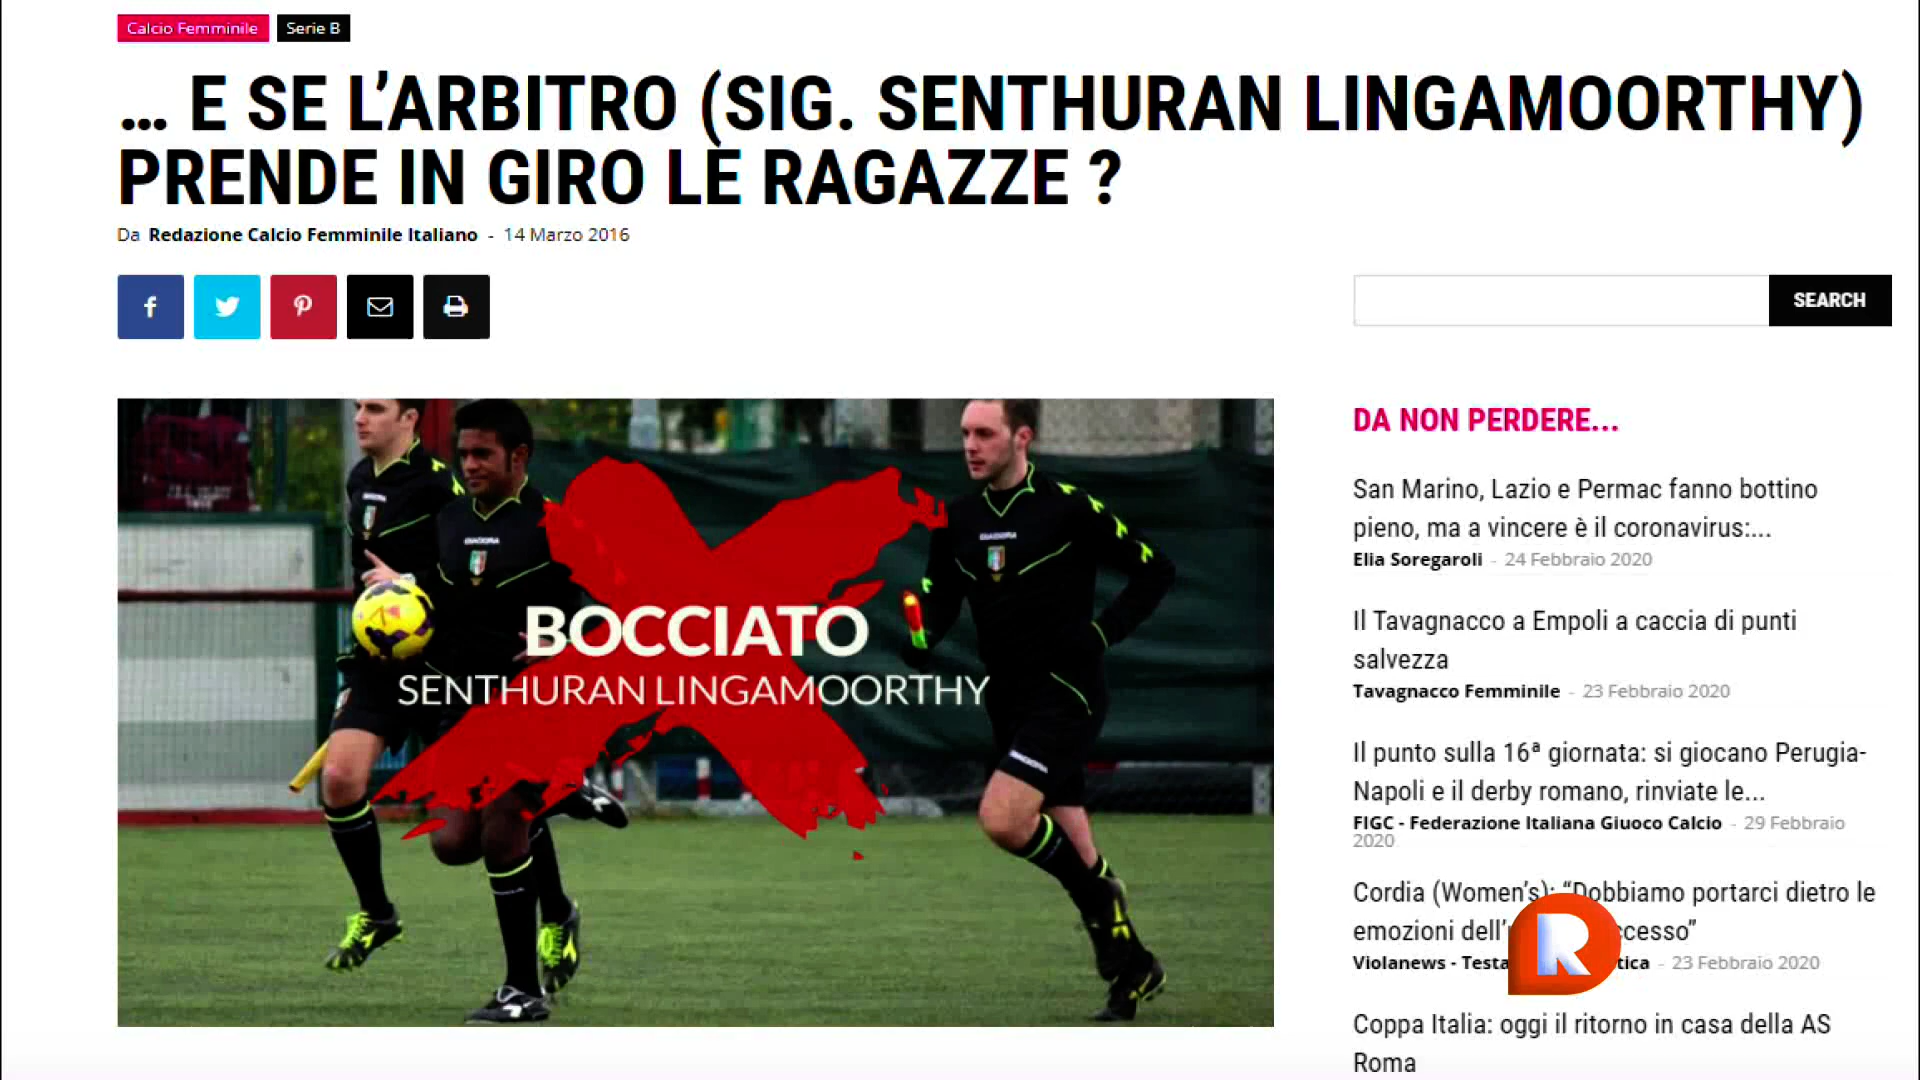 Calcio Femminile
Serie B
... E SE L'ARBITRO (SIG. SENTHURAN LINGAMOORTHY)
PRENDE IN GIRO LE RAGAZZE ?
Da Redazione Calcio Femminile Italiano - 14 Marzo 2016
SEARCH
DIADORA
DIADORA
BOCCIATO
SENTHURAN LINGAMOORTHY
DIADORA
DA NON PERDERE...
San Marino, Lazio e Permac fanno bottino
pieno, ma a vincere è il coronavirus:...
Elia Soregaroli - 24 Febbraio 2020
Il Tavagnacco a Empoli a caccia di punti
salvezza
Tavagnacco Femminile - 23 Febbraio 2020
Il punto sulla 16ª giornata: si giocano Perugia-
Napoli e il derby romano, rinviate le...
FIGC - Federazione Italiana Giuoco Calcio - 29 Febbraio
2020
Cordia (Women's): “Dobbiamo portarci dietro le
emozioni
R
Violanews - 23 Febbraio 2020
Coppa Italia: oggi il ritorno in casa della AS
Roma